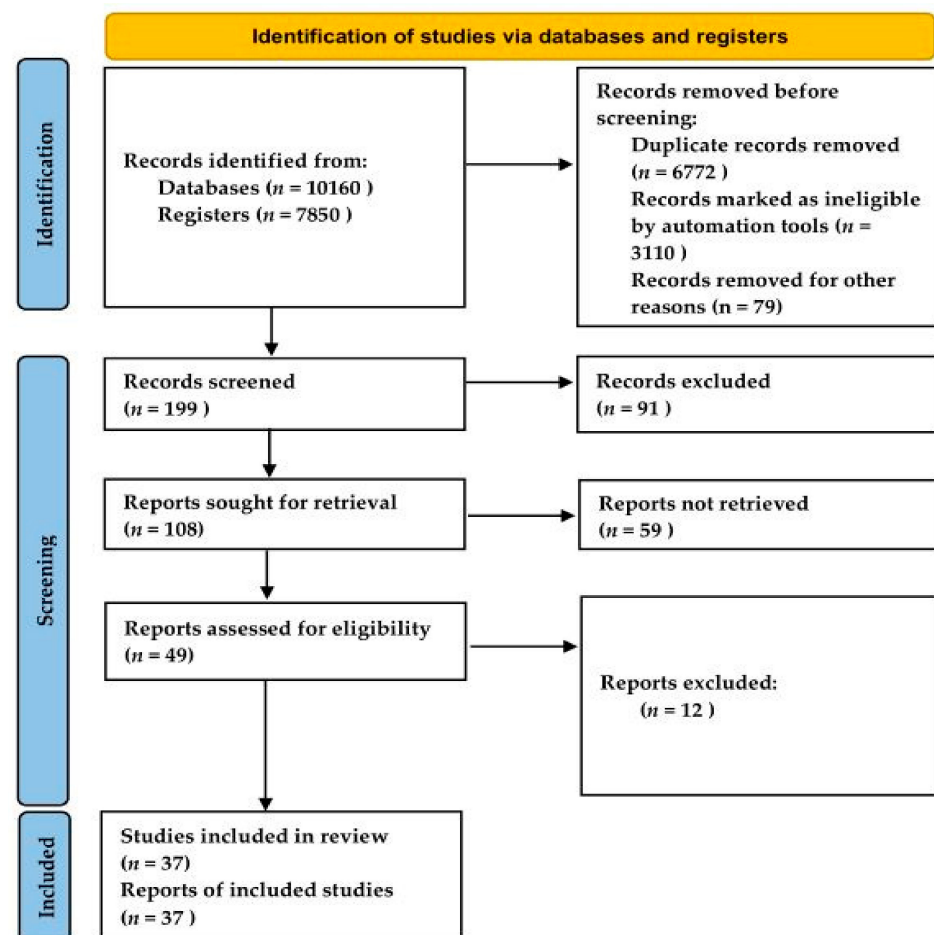 Identification of studies via databases and registers
Identification
Records identified from:
Databases (n = 10160 )
Registers (n = 7850 )
Records removed before
screening:
Duplicate records removed
(n = 6772 )
Records marked as ineligible
by automation tools (n =
3110 )
Records removed for other
reasons (n = 79)
Screening
Records screened
(n = 199 )
Records excluded
(n = 91 )
Reports sought for retrieval
(n = 108)
Reports not retrieved
(n = 59 )
Reports assessed for eligibility
(n = 49)
Reports excluded:
(n = 12 )
Included
Studies included in review
(n = 37)
Reports of included studies
(n = 37 )